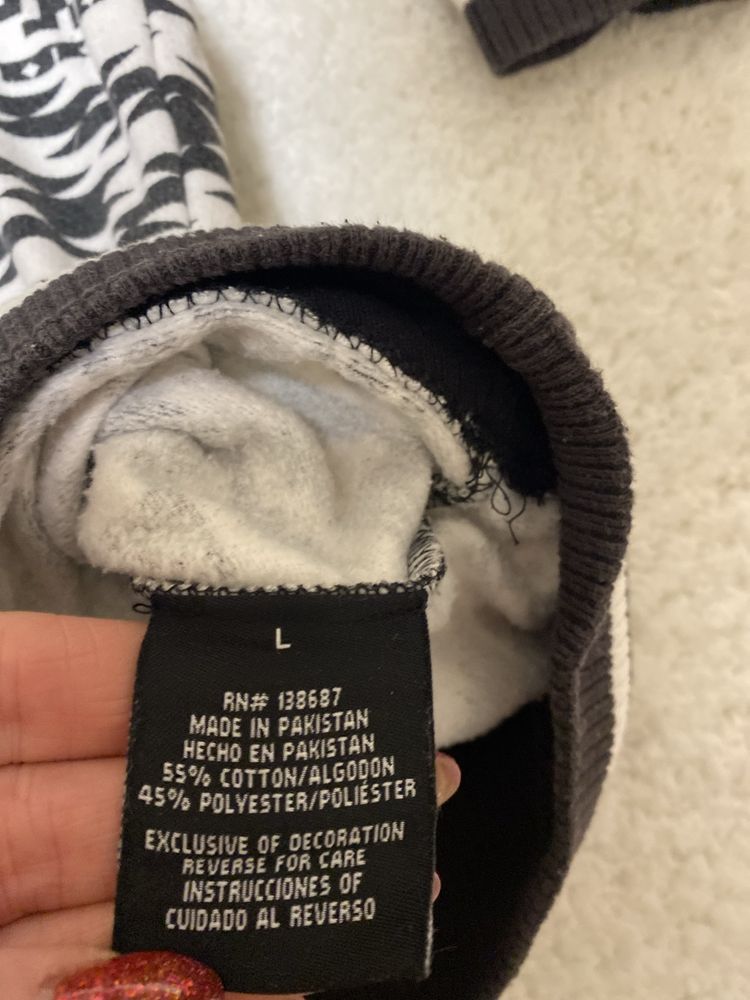 L
RN# 138687
MADE IN PAKISTAN
HECHO EN PAKISTAN
55% COTTON/ALGODON
45% POLYESTER/POLIÉSTER
EXCLUSIVE OF DECORATION
REVERSE FOR CARE
INSTRUCCIONES OF
CUIDADO AL REVERSO